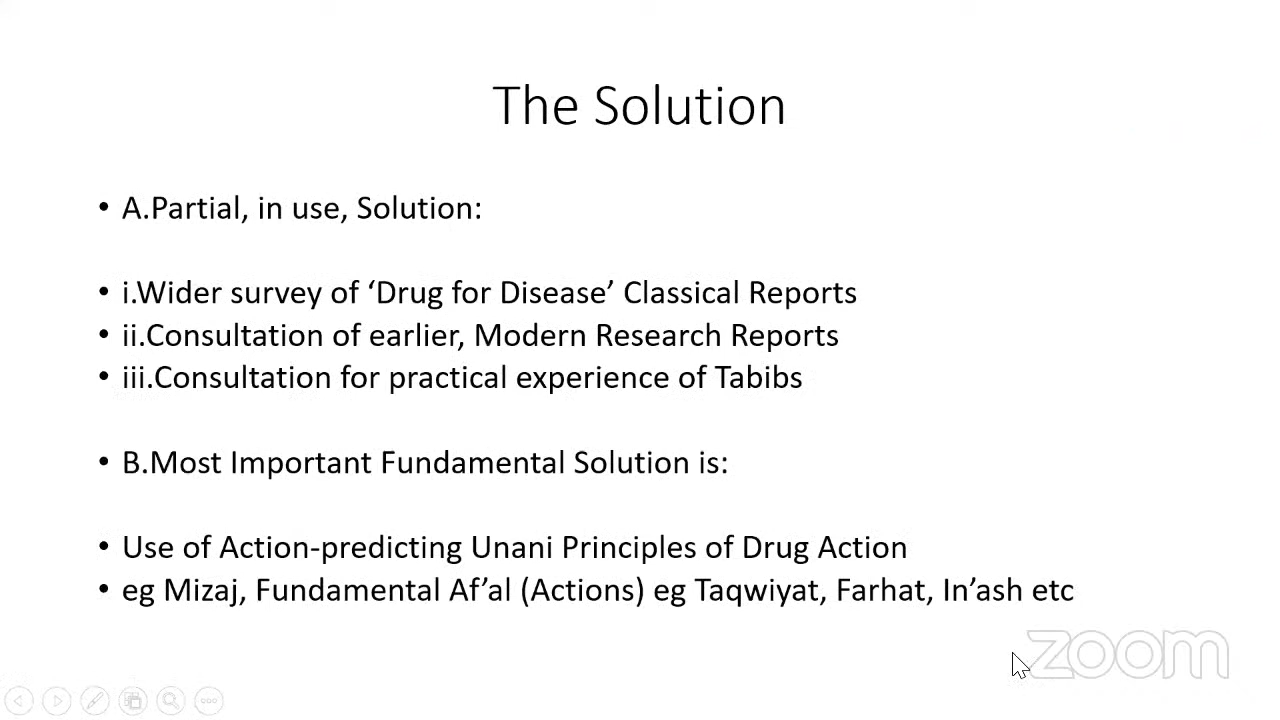 The Solution
• A.Partial, in use, Solution:
• i.Wider survey of ‘Drug for Disease’ Classical Reports
• ii.Consultation of earlier, Modern Research Reports
• iii.Consultation for practical experience of Tabibs
• B.Most Important Fundamental Solution is:
• Use of Action-predicting Unani Principles of Drug Action
• eg Mizaj, Fundamental Af’al (Actions) eg Taqwiyat, Farhat, In’ash etc
zoom